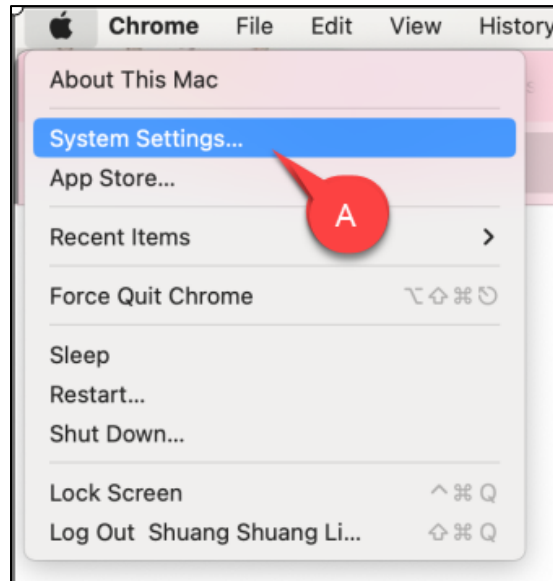 Chrome File Edit View History
About This Mac
System Settings...
App Store...
A
Recent Items
Force Quit Chrome ⌥⇧⌘⎋
Sleep
Restart...
Shut Down...
Lock Screen ^⌘Q
Log Out Shuang Shuang Li... ⇧⌘Q